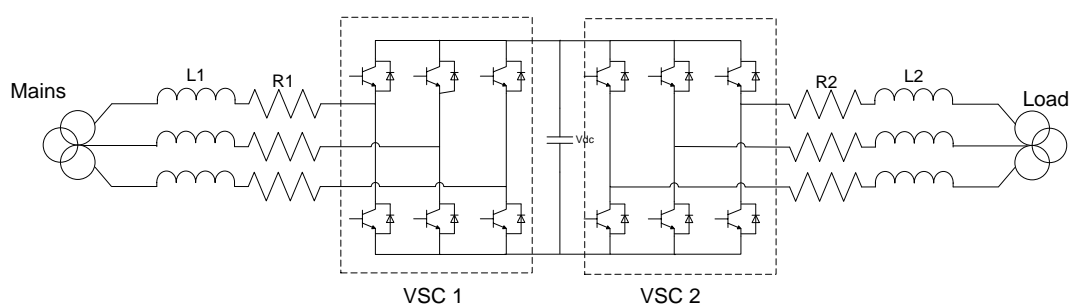 Mains
L1
R1
Vdc
R2
L2
Load
VSC 1
VSC 2